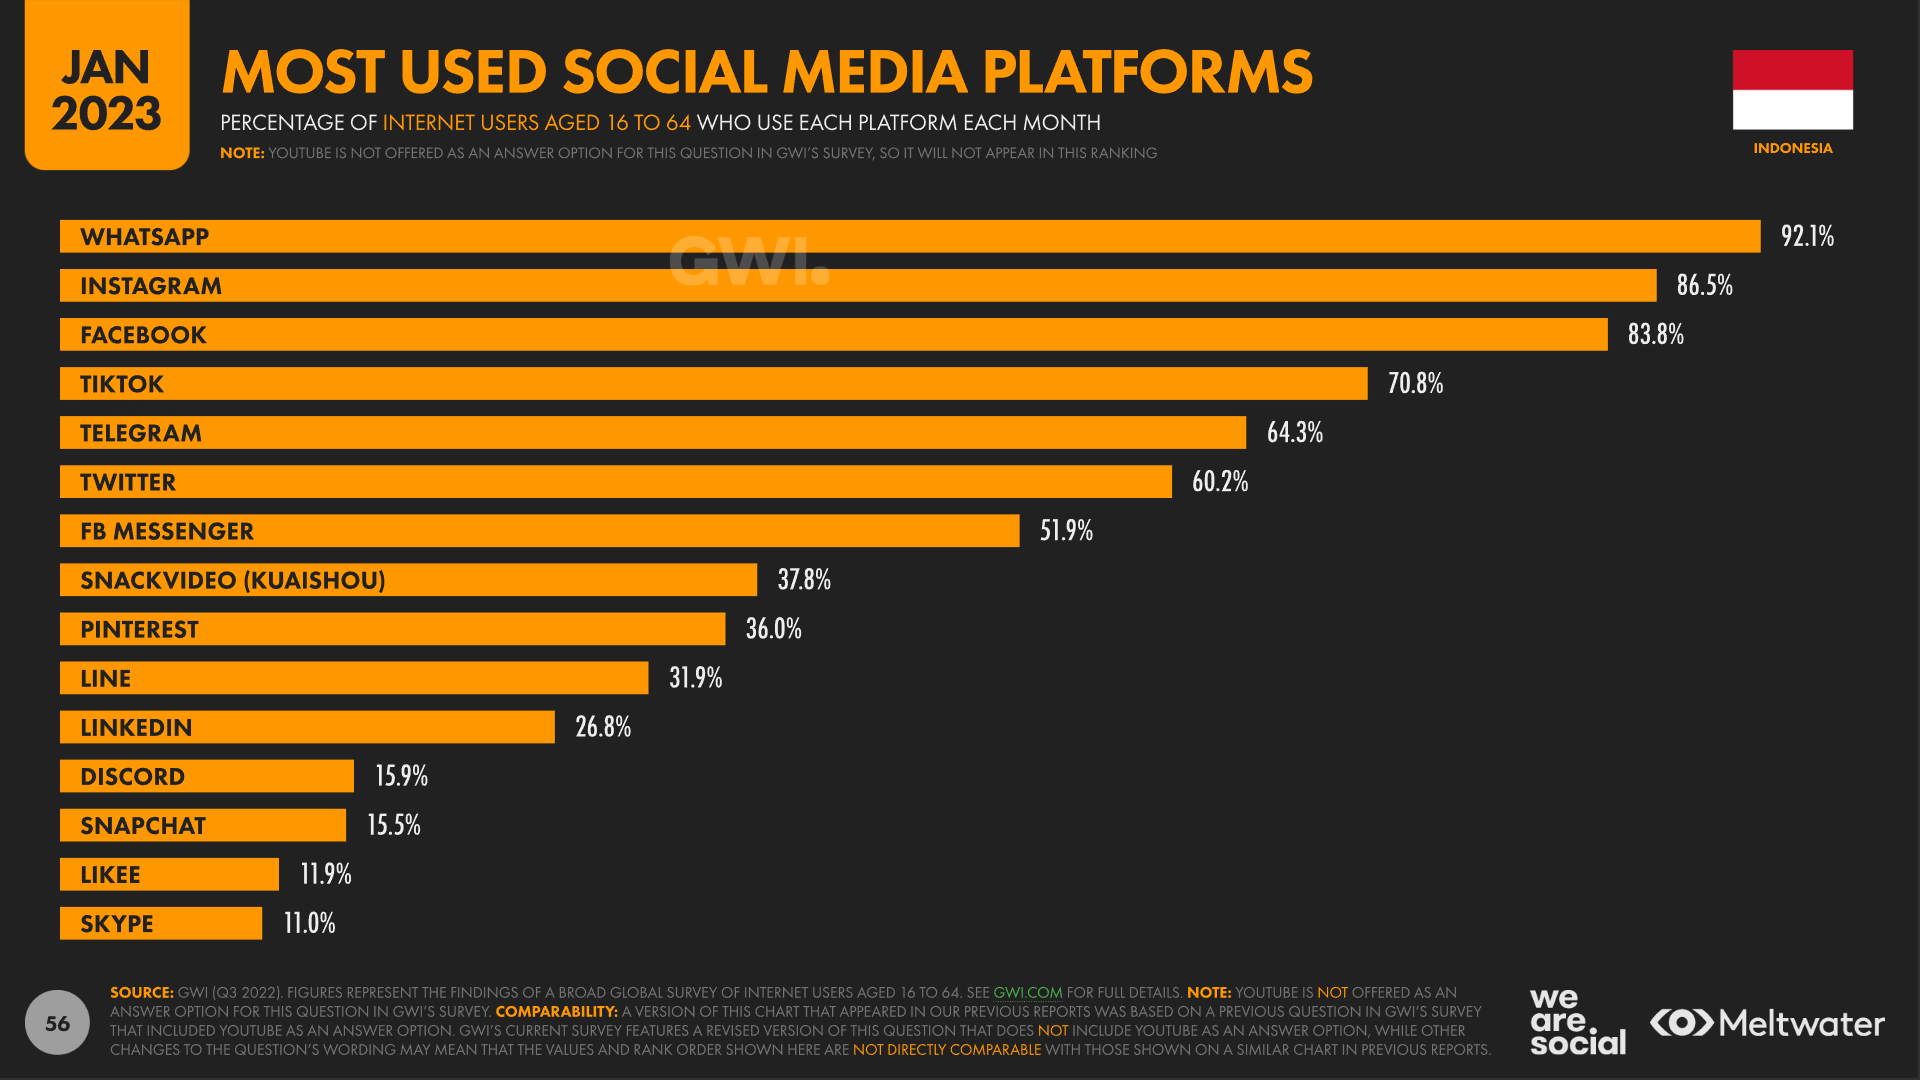 JAN
2023
MOST USED SOCIAL MEDIA PLATFORMS
PERCENTAGE OF INTERNET USERS AGED 16 TO 64 WHO USE EACH PLATFORM EACH MONTH
NOTE: YOUTUBE IS NOT OFFERED AS AN ANSWER OPTION FOR THIS QUESTION IN GWI'S SURVEY, SO IT WILL NOT APPEAR IN THIS RANKING
INDONESIA
GWI.
WHATSAPP 92.1%
INSTAGRAM 86.5%
FACEBOOK 83.8%
TIKTOK 70.8%
TELEGRAM 64.3%
TWITTER 60.2%
FB MESSENGER 51.9%
SNACKVIDEO (KUAISHOU) 37.8%
PINTEREST 36.0%
LINE 31.9%
LINKEDIN 26.8%
DISCORD 15.9%
SNAPCHAT 15.5%
LIKEE 11.9%
SKYPE 11.0%
56
SOURCE: GWI (Q3 2022). FIGURES REPRESENT THE FINDINGS OF A BROAD GLOBAL SURVEY OF INTERNET USERS AGED 16 TO 64. SEE GWI.COM FOR FULL DETAILS. NOTE: YOUTUBE IS NOT OFFERED AS AN
ANSWER OPTION FOR THIS QUESTION IN GWI'S SURVEY. COMPARABILITY: A VERSION OF THIS CHART THAT APPEARED IN OUR PREVIOUS REPORTS WAS BASED ON A PREVIOUS QUESTION IN GWI'S SURVEY
THAT INCLUDED YOUTUBE AS AN ANSWER OPTION. GWI'S CURRENT SURVEY FEATURES A REVISED VERSION OF THIS QUESTION THAT DOES NOT INCLUDE YOUTUBE AS AN ANSWER OPTION, WHILE OTHER
CHANGES TO THE QUESTION'S WORDING MAY MEAN THAT THE VALUES AND RANK ORDER SHOWN HERE ARE NOT DIRECTLY COMPARABLE WITH THOSE SHOWN ON A SIMILAR CHART IN PREVIOUS REPORTS.
we
are.
social
Meltwater